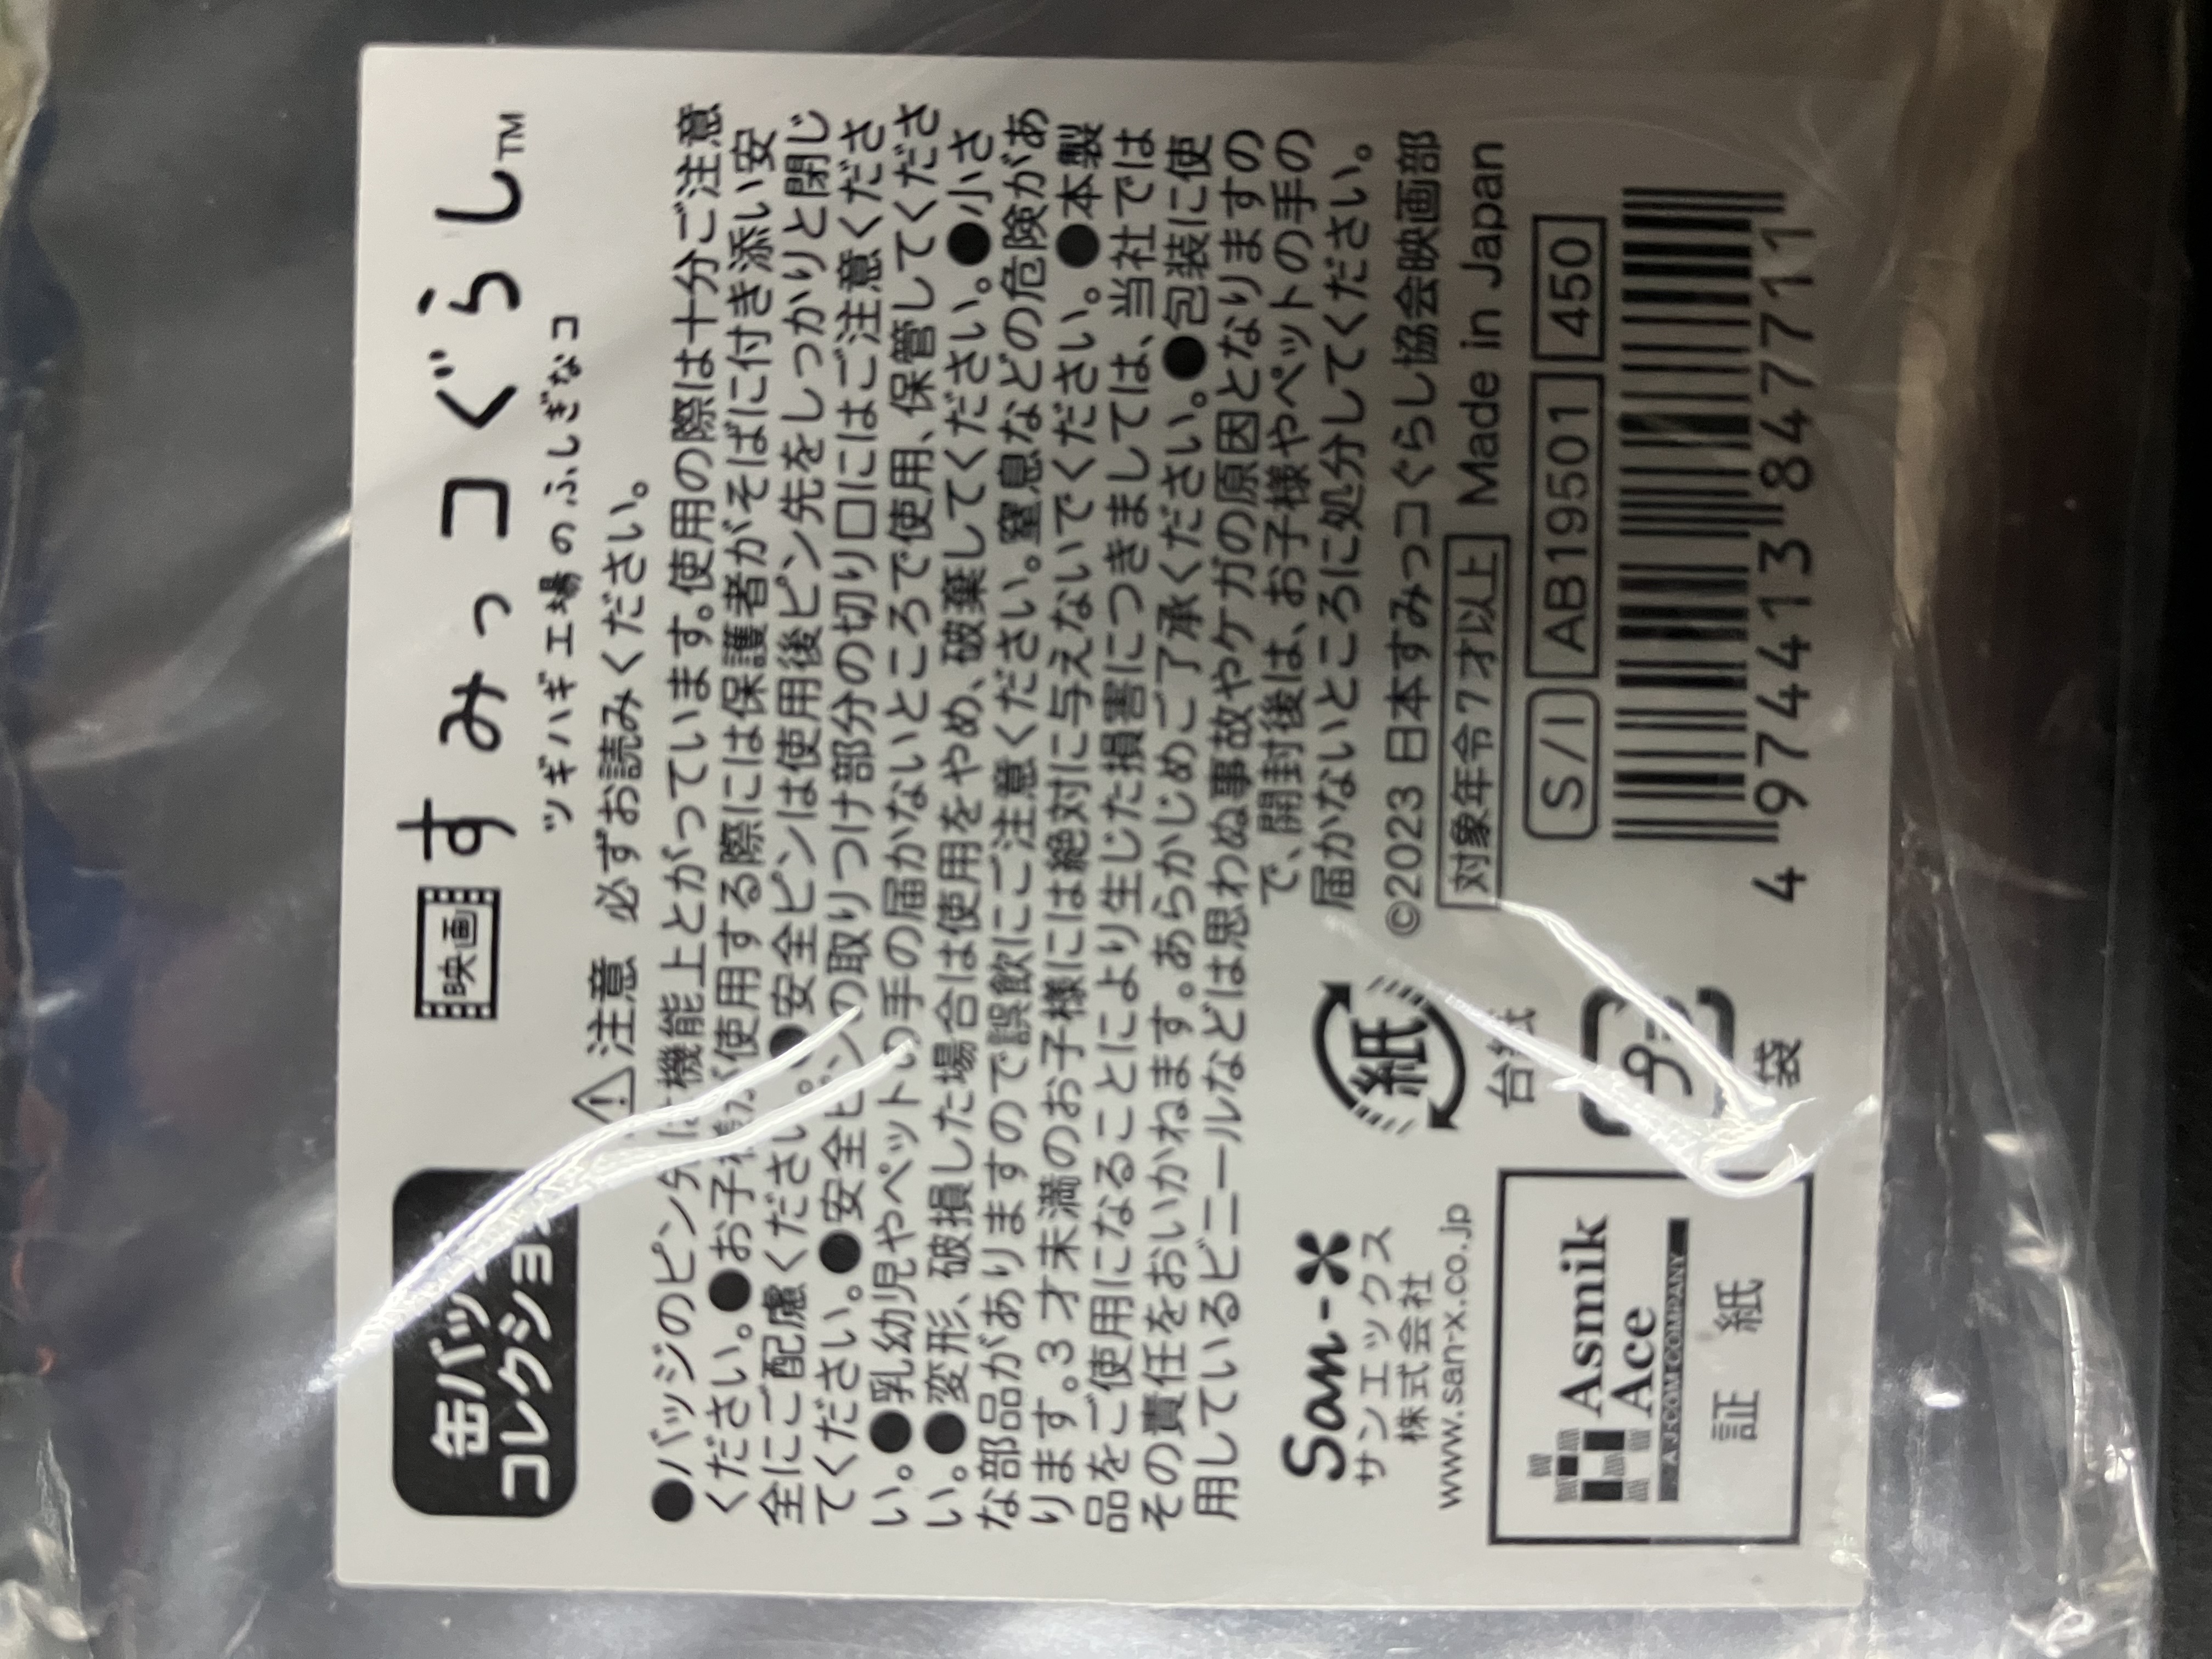 缶バッジ
コレクション
映画 すみっコぐらし™
ツギハギ工場のふしぎなコ
⚠注意 必ずお読みください。
●バッジのピン先は機能上とがっています。使用の際は十分ご注意
ください。●お子様が使用する際には保護者がそばに付き添い安
全にご配慮ください。●安全ピンは使用後ピン先をしっかりと閉じ
てください。●安全ピンの取りつけ部分の切り口にはご注意くださ
い。●乳幼児やペットの手の届かないところで使用、保管してくださ
い。●変形、破損した場合は使用をやめ、破棄してください。●小さ
な部品がありますので誤飲にご注意ください。窒息などの危険があ
ります。3才未満のお子様には絶対に与えないでください。●本製
品をご使用になることにより生じた損害につきましては、当社では
その責任をおいかねます。あらかじめご了承ください。●包装に使
用しているビニールなどは思わぬ事故やケガの原因となりますの
で、開封後は、お子様やペットの手の
届かないところに処分してください。
San-x
サンエックス
株式会社
www.san-x.co.jp
紙
台紙
プラ
袋
©2023 日本すみっコぐらし協会映画部
対象年令7才以上 Made in Japan
S/I AB19501 450
4 974413 847711
Asmik
Ace
A J:COM COMPANY
証 紙